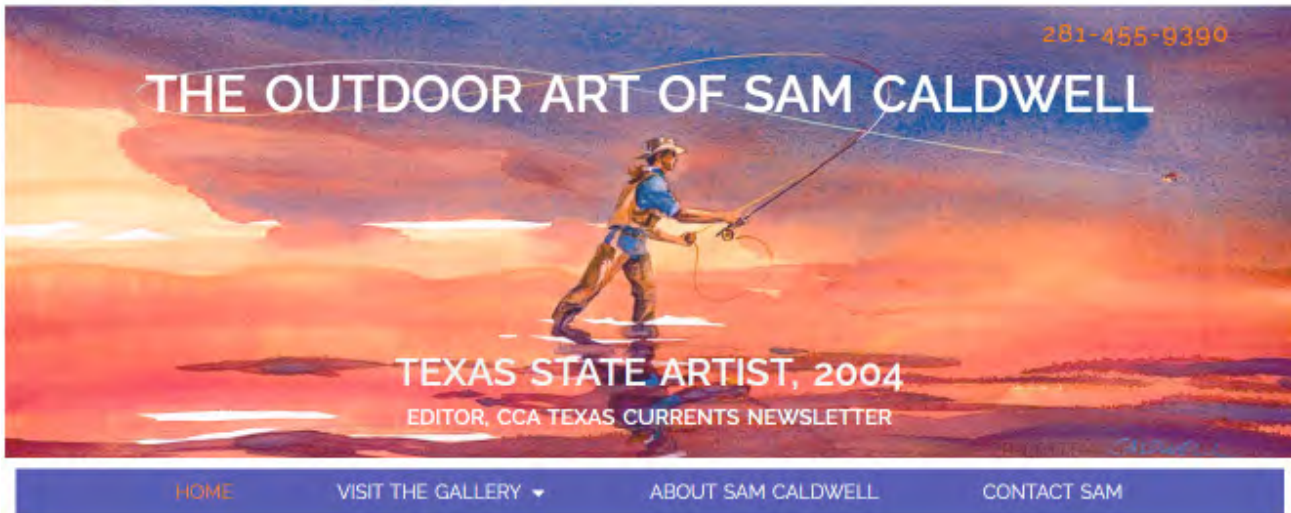 281-455-9390
THE OUTDOOR ART OF SAM CALDWELL
TEXAS STATE ARTIST, 2004
EDITOR, CCA TEXAS CURRENTS NEWSLETTER
HOME VISIT THE GALLERY ABOUT SAM CALDWELL CONTACT SAM